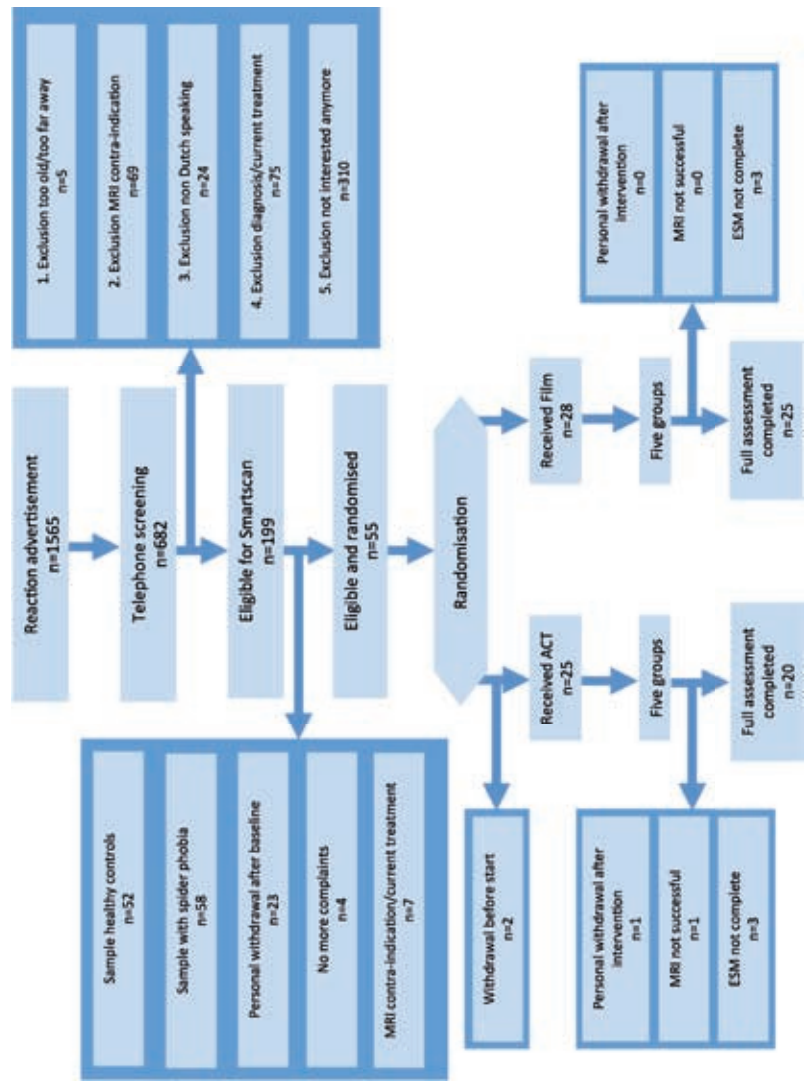 Reaction advertisement
n=1565
Telephone screening
n=682
1. Exclusion too old/too far away
n=5
2. Exclusion MRI contra-indication
n=69
3. Exclusion non Dutch speaking
n=24
4. Exclusion diagnosis/current treatment
n=75
5. Exclusion not interested anymore
n=310
Eligible for Smartscan
n=199
Sample healthy controls
n=52
Sample with spider phobia
n=58
Personal withdrawal after baseline
n=23
No more complaints
n=4
MRI contra-indication/current treatment
n=7
Eligible and randomised
n=55
Randomisation
Withdrawal before start
n=2
Received ACT
n=25
Received Film
n=28
Five groups
Five groups
Personal withdrawal after
intervention
n=1
MRI not successful
n=1
ESM not complete
n=3
Personal withdrawal after
intervention
n=0
MRI not successful
n=0
ESM not complete
n=3
Full assessment
completed
n=20
Full assessment
completed
n=25